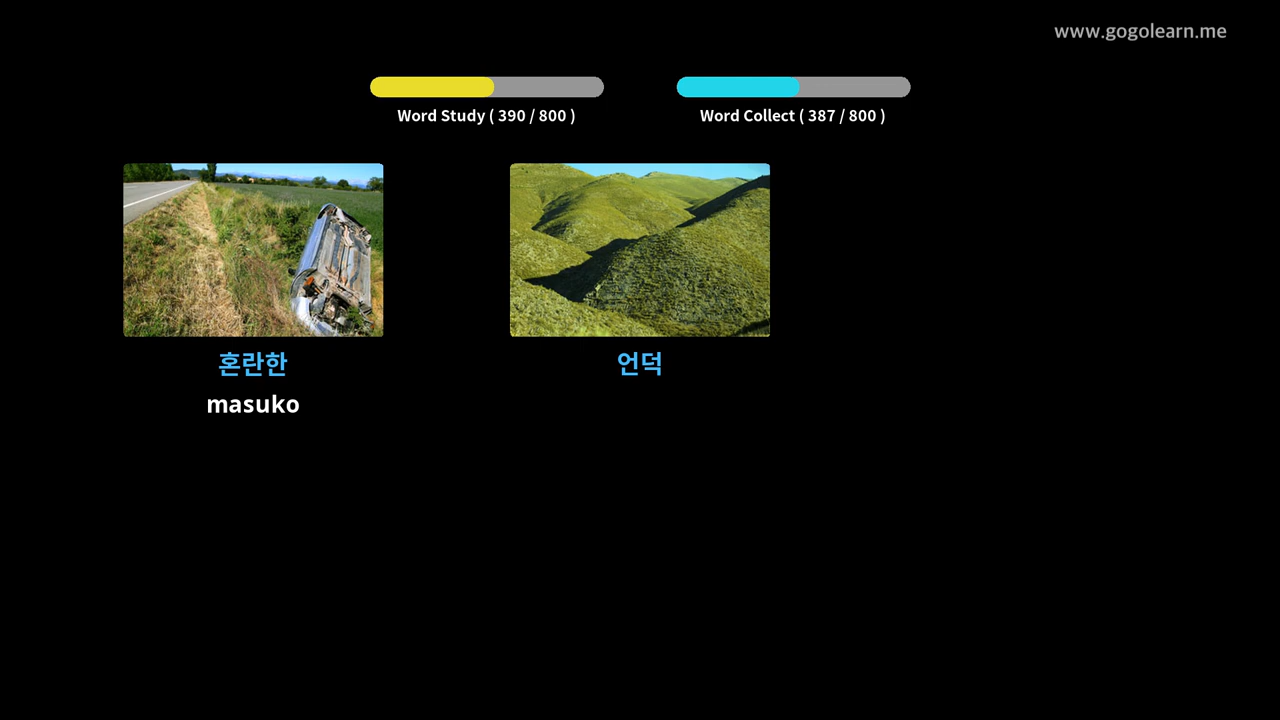 www.gogolearn.me
Word Study ( 390 / 800 )
Word Collect ( 387 / 800 )
혼란한
masuko
언덕